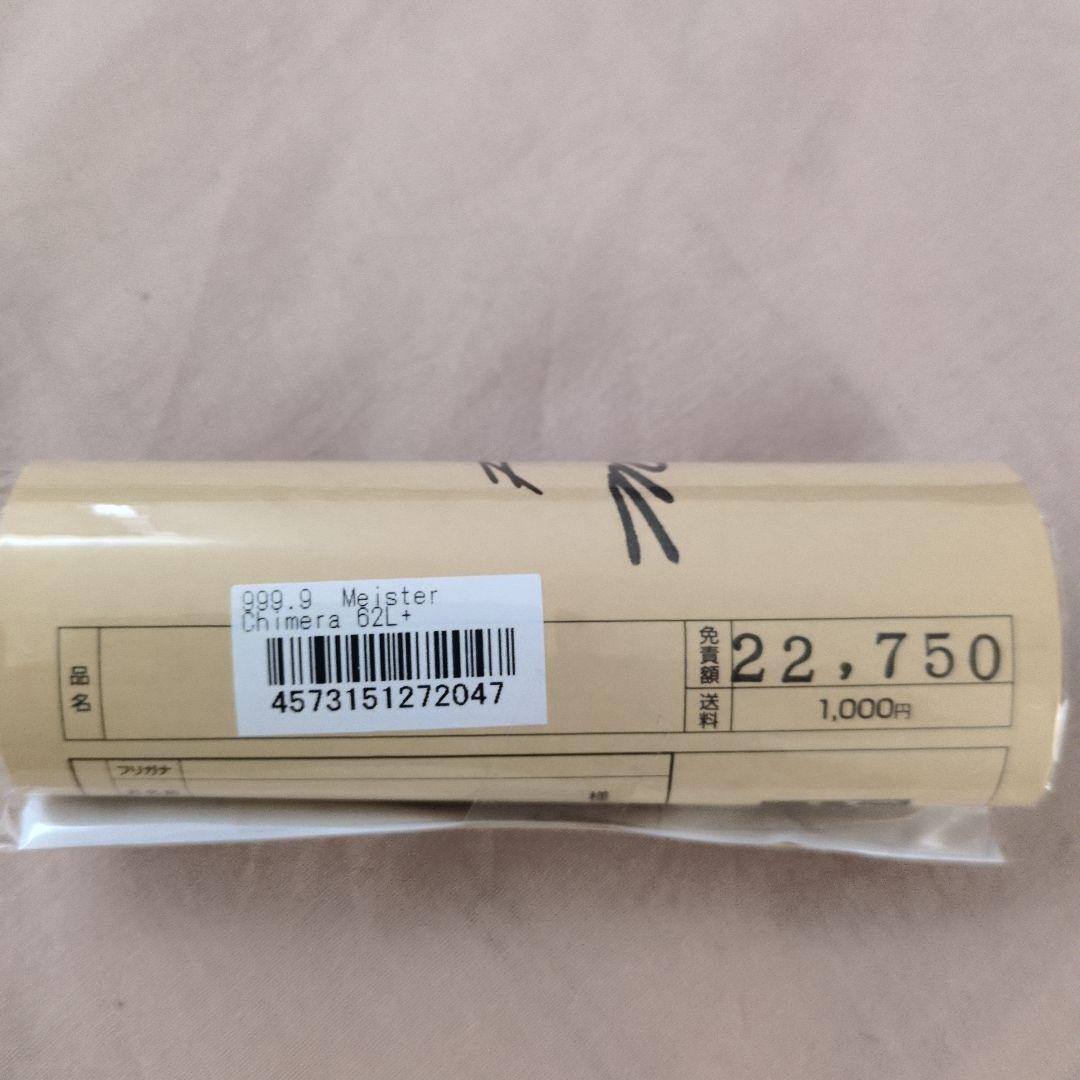 999.9 Meister
Chimera 62L+
4573151272047
品名
免責額 22,750
送料 1,000円
フリガナ
様